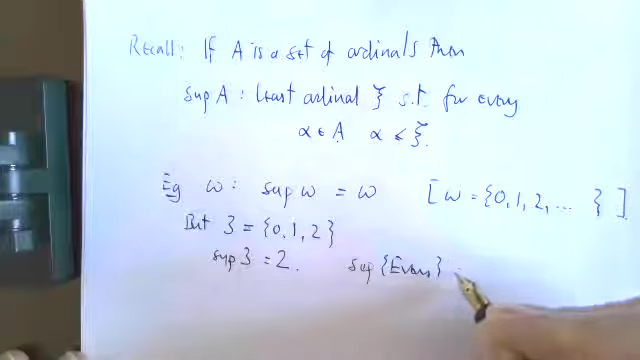 Recall: If A is a set of ordinals then
sup A : least ordinal ξ s.t. for every
α ∈ A α ≤ ξ.
Eg ω : sup ω = ω [ω = {0, 1, 2, ... }].
But 3 = {0, 1, 2}
sup 3 = 2. sup {Evens}